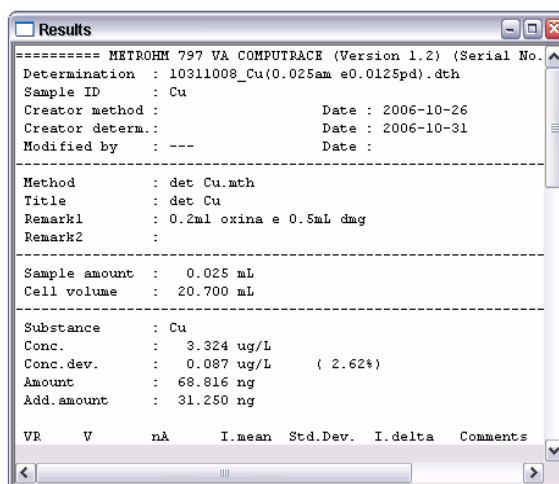 Results
========== METROHM 797 VA COMPUTRACE (Version 1.2) (Serial No.
Determination : 10311008_Cu(0.025am e0.0125pd).dth
Sample ID : Cu
Creator method : Date : 2006-10-26
Creator determ.: Date : 2006-10-31
Modified by : --- Date :
Method : det Cu.mth
Title : det Cu
Remark1 : 0.2ml oxina e 0.5mL dmg
Remark2 :
Sample amount : 0.025 mL
Cell volume : 20.700 mL
Substance : Cu
Conc. : 3.324 ug/L
Conc.dev. : 0.087 ug/L ( 2.62%)
Amount : 68.816 ng
Add.amount : 31.250 ng
VR V nA I.mean Std.Dev. I.delta Comments